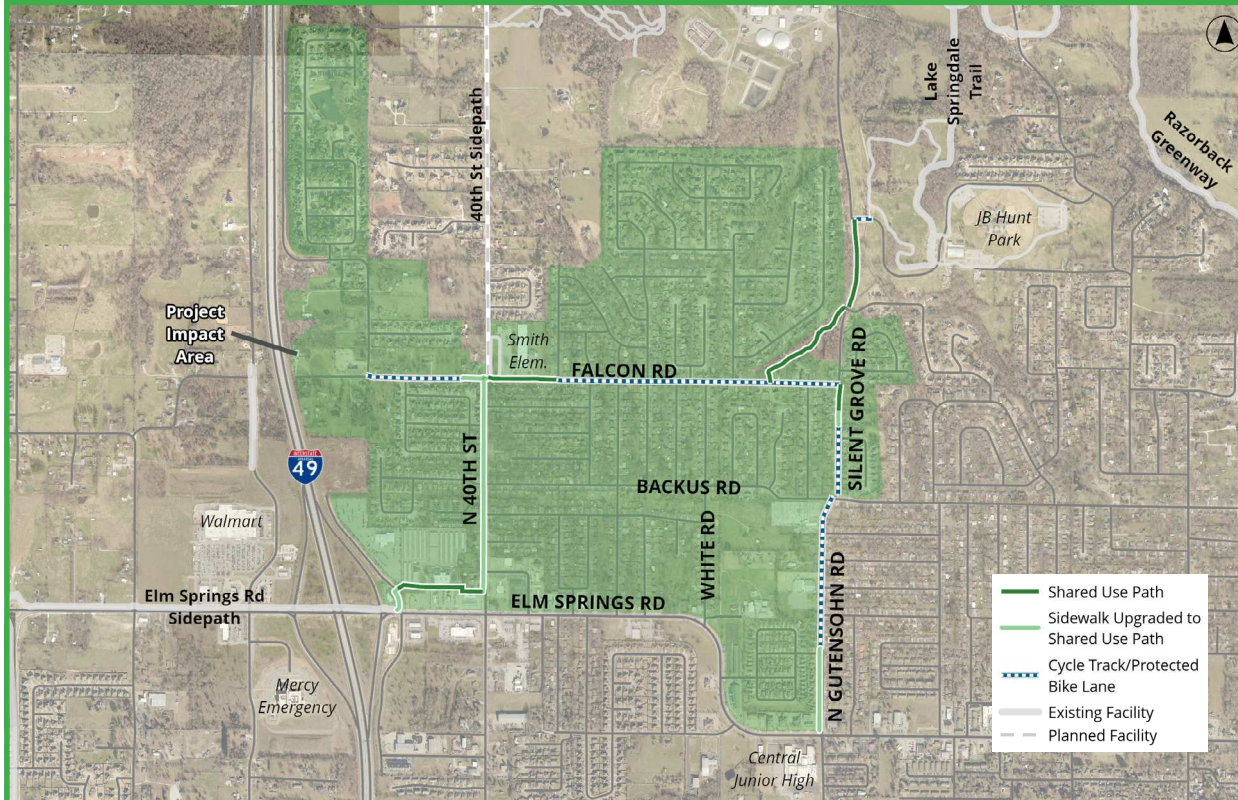 Lake
Springdale
Trail
40th St Sidepath
Razorback
Greenway
JB Hunt
Park
Project
Impact
Area
Smith
Elem.
FALCON RD
SILENT GROVE RD
INTERSTATE
49
N 40TH ST
BACKUS RD
Walmart
WHITE RD
Elm Springs Rd
Sidepath
ELM SPRINGS RD
N GUTENSOHN RD
Mercy
Emergency
Central
Junior High
Shared Use Path
Sidewalk Upgraded to
Shared Use Path
Cycle Track/Protected
Bike Lane
Existing Facility
Planned Facility